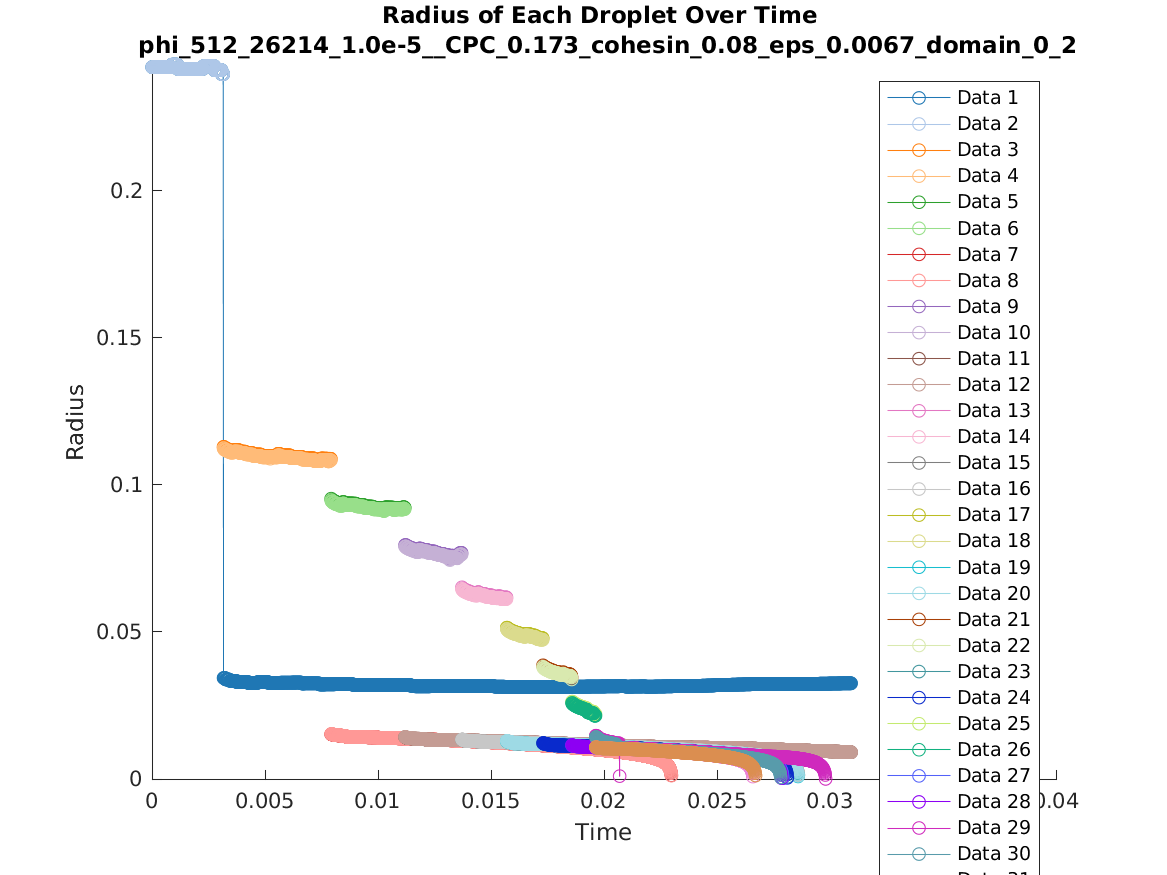 Radius of Each Droplet Over Time
phi_512_26214_1.0e-5__CPC_0.173_cohesin_0.08_eps_0.0067_domain_0_2
Data 1
Data 2
Data 3
Data 4
Data 5
Data 6
Data 7
Data 8
Data 9
Data 10
Data 11
Data 12
Data 13
Data 14
Data 15
Data 16
Data 17
Data 18
Data 19
Data 20
Data 21
Data 22
Data 23
Data 24
Data 25
Data 26
Data 27
Data 28
Data 29
Data 30
0.2
0.15
0.1
0.05
0
Radius
0
0.005
0.01
0.015
0.02
0.025
0.03
0.04
Time